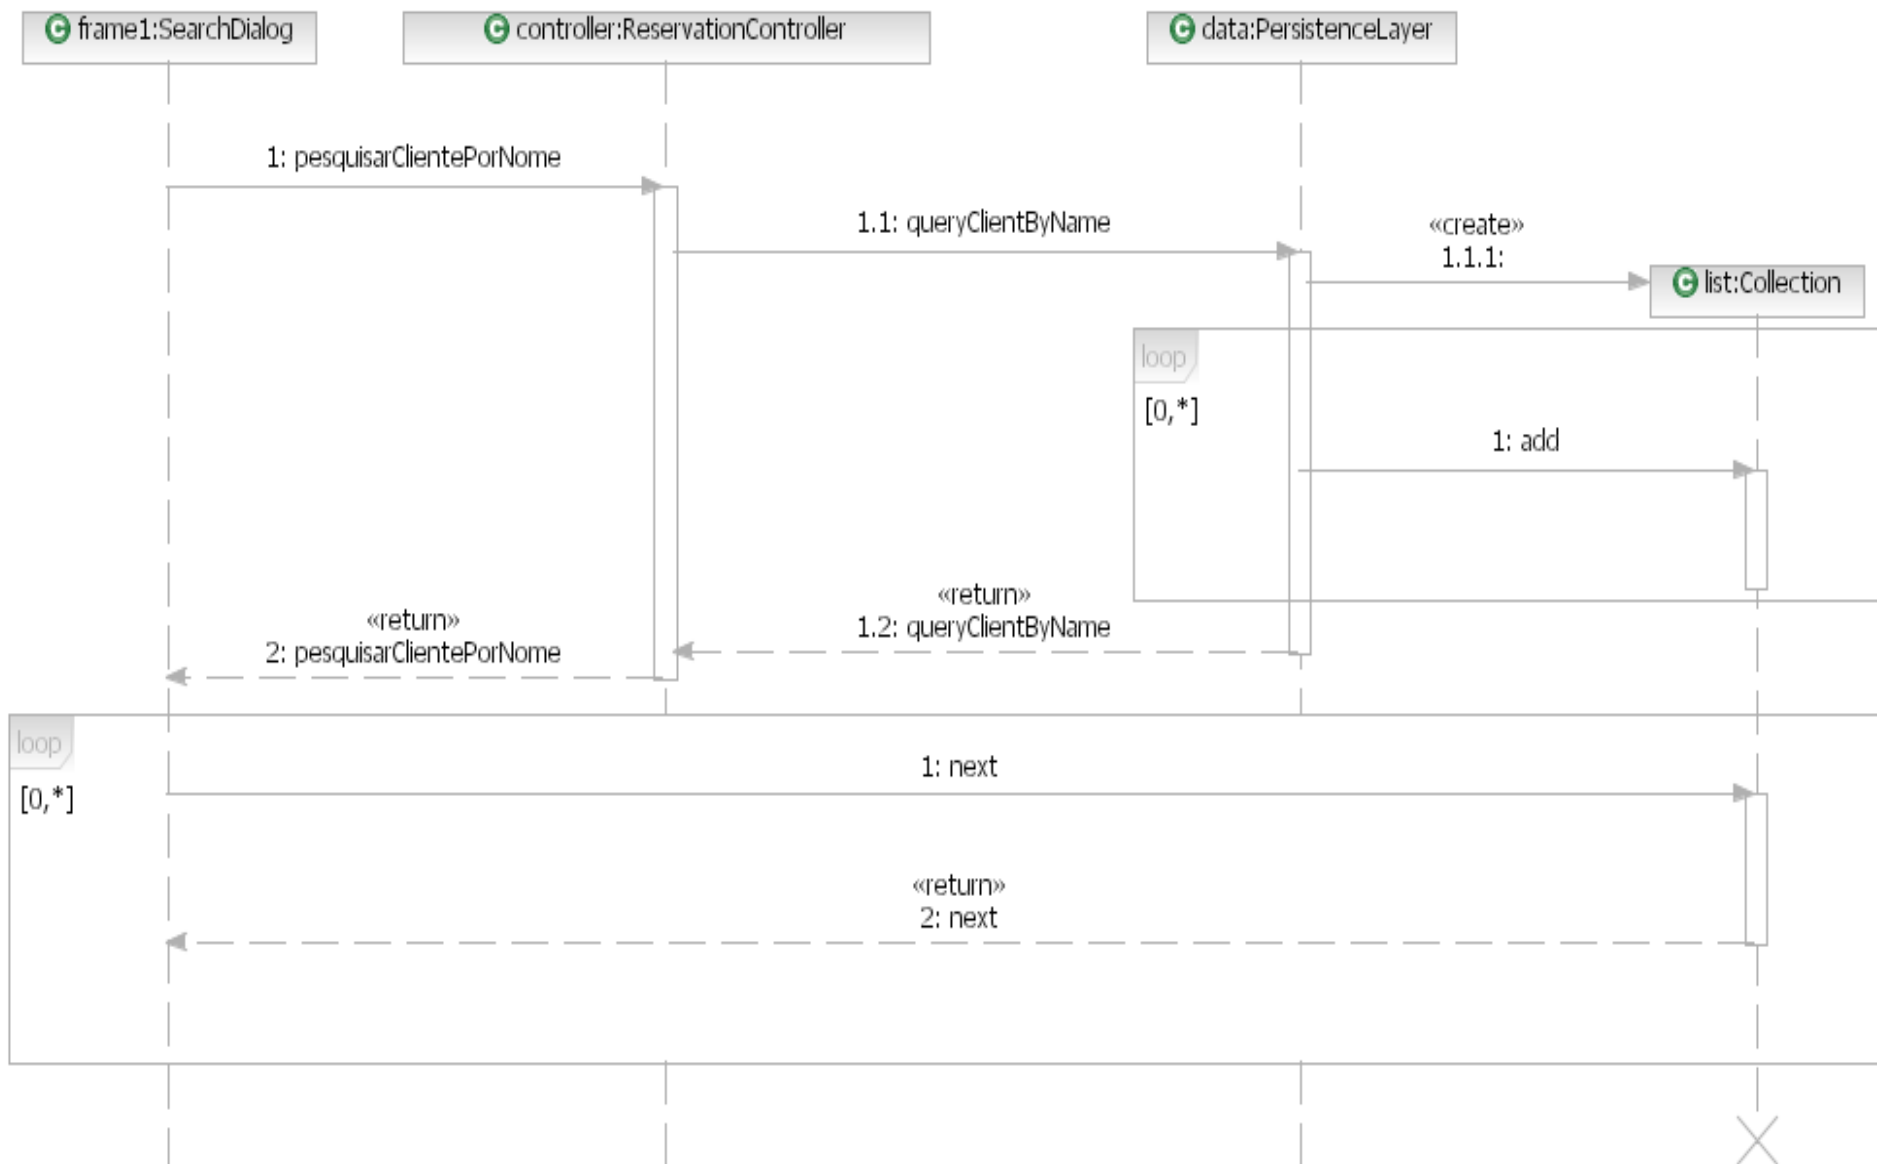 C frame1:SearchDialog
C controller:ReservationController
C data:PersistenceLayer
1: pesquisarClientePorNome
1.1: queryClientByName
«create»
1.1.1:
C list:Collection
loop
[0,*]
1: add
«return»
1.2: queryClientByName
«return»
2: pesquisarClientePorNome
loop
[0,*]
1: next
«return»
2: next